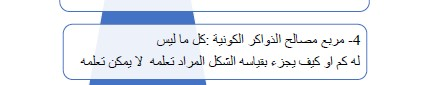 4- مربع مصالح الذواكر الكونية :كل ما ليس
له كم او كيف يجزء بقياسه الشكل المراد تعلمه لا يمكن تعلمه